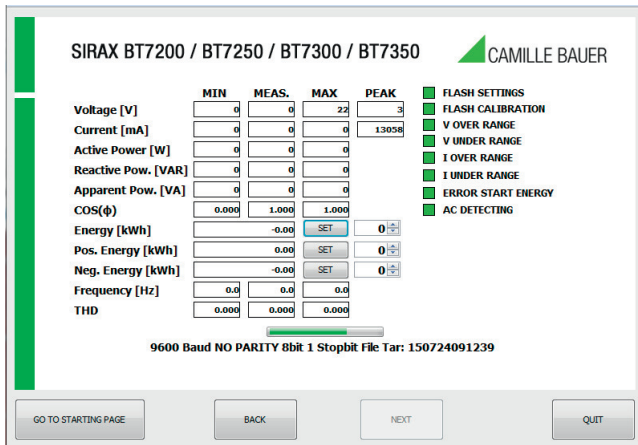 SIRAX BT7200 / BT7250 / BT7300 / BT7350
CAMILLE BAUER
MIN MEAS. MAX PEAK
Voltage [V] 0 0 22 3
Current [mA] 0 0 0 13058
Active Power [W] 0 0 0
Reactive Pow. [VAR] 0 0 0
Apparent Pow. [VA] 0 0 0
COS(ϕ) 0.000 1.000 1.000
Energy [kWh] -0.00 SET 0
Pos. Energy [kWh] 0.00 SET 0
Neg. Energy [kWh] -0.00 SET 0
Frequency [Hz] 0.0 0.0 0.0
THD 0.000 0.000 0.000
FLASH SETTINGS
FLASH CALIBRATION
V OVER RANGE
V UNDER RANGE
I OVER RANGE
I UNDER RANGE
ERROR START ENERGY
AC DETECTING
9600 Baud NO PARITY 8bit 1 Stopbit File Tar: 150724091239
GO TO STARTING PAGE BACK NEXT QUIT